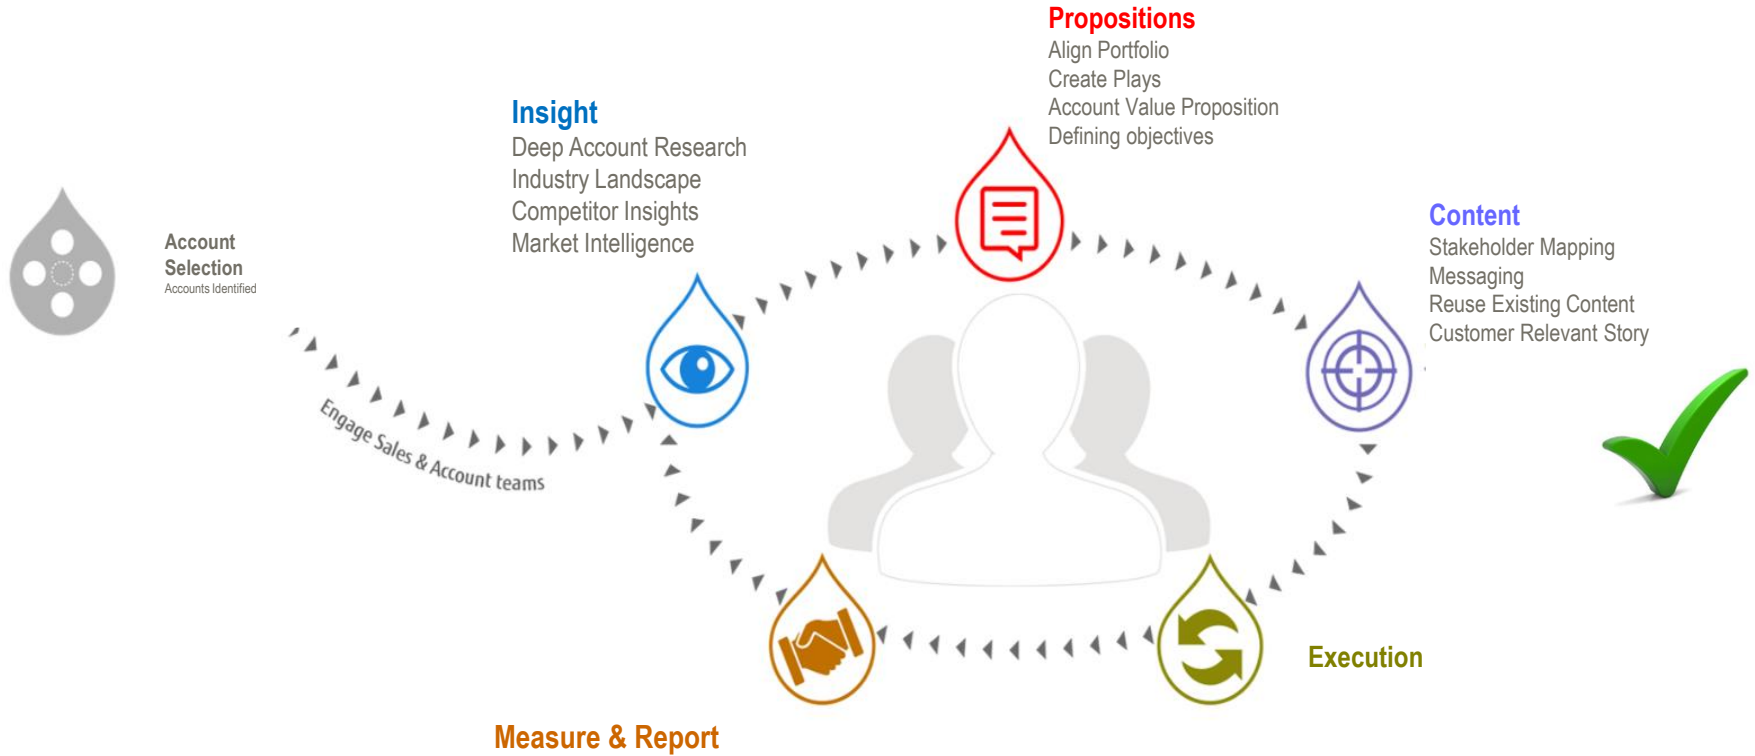 Propositions
Align Portfolio
Create Plays
Account Value Proposition
Defining objectives
Insight
Deep Account Research
Industry Landscape
Competitor Insights
Market Intelligence
Content
Stakeholder Mapping
Messaging
Reuse Existing Content
Customer Relevant Story
Account
Selection
Accounts Identified
Engage Sales & Account teams
Execution
Measure & Report